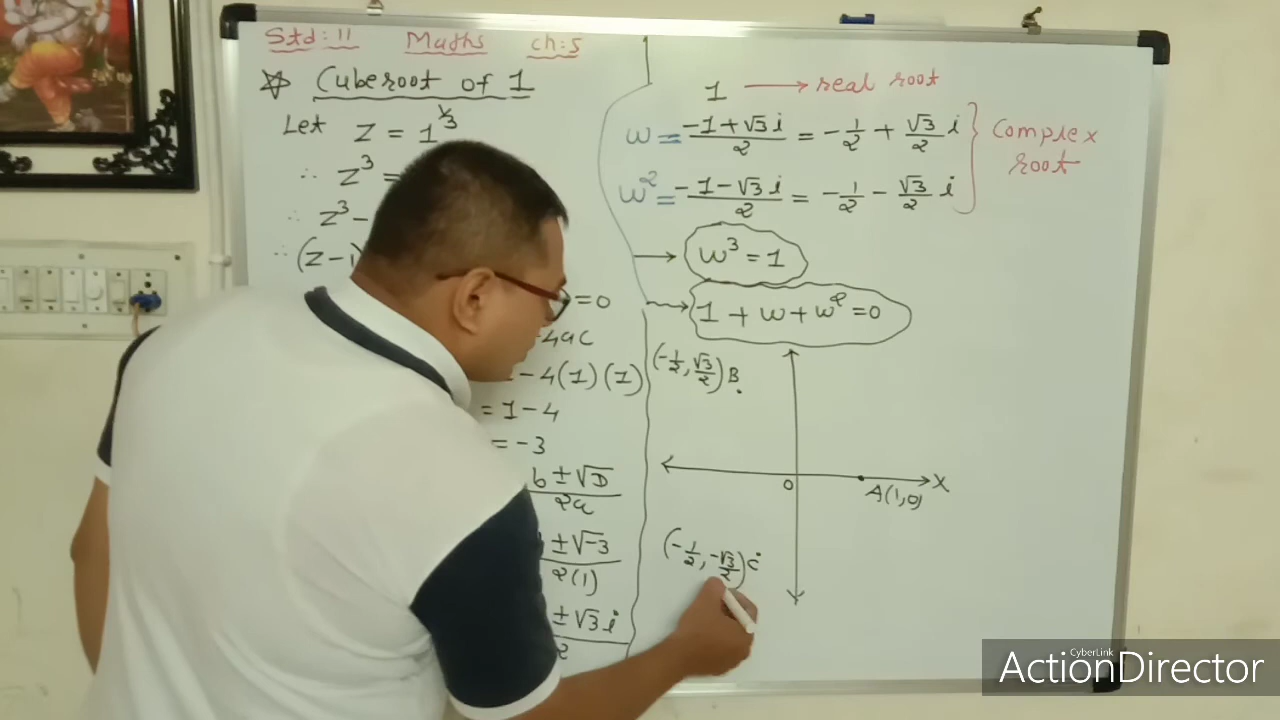 Std: 11 Maths ch: 5
☆ Cuberoot of 1
Let z = 1^(1/3)
∴ z³ =
∴ z³ −
∴ (z − 1)
= 0
− 4ac
− 4(1)(1)
= 1 − 4
= −3
b ± √D / 2a
± √−3 / 2(1)
± √3 i / 2
1 → real root
ω = (−1 + √3 i)/2 = −1/2 + √3/2 i
ω² = (−1 − √3 i)/2 = −1/2 − √3/2 i
} Complex root
→ ω³ = 1
→ 1 + ω + ω² = 0
(−1/2, √3/2) B
O
A(1,0)
X
(−1/2, −√3/2) C
CyberLink
ActionDirector